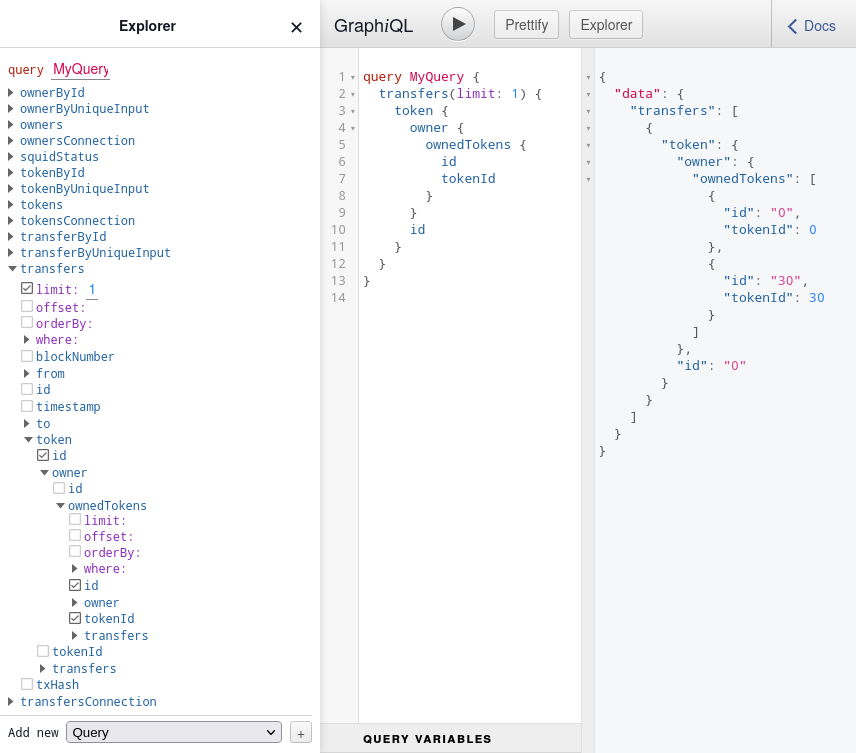 Explorer
query MyQuery
ownerById
ownerByUniqueInput
owners
ownersConnection
squidStatus
tokenById
tokenByUniqueInput
tokens
tokensConnection
transferById
transferByUniqueInput
transfers
limit: 1
offset:
orderBy:
where:
blockNumber
from
id
timestamp
to
token
id
owner
id
ownedTokens
limit:
offset:
orderBy:
where:
id
owner
tokenId
transfers
tokenId
transfers
txHash
transfersConnection
Add new Query +
GraphiQL Prettify Explorer Docs
1 query MyQuery {
2 transfers(limit: 1) {
3 token {
4 owner {
5 ownedTokens {
6 id
7 tokenId
8 }
9 }
10 id
11 }
12 }
13 }
14
QUERY VARIABLES
{
"data": {
"transfers": [
{
"token": {
"owner": {
"ownedTokens": [
{
"id": "0",
"tokenId": 0
},
{
"id": "30",
"tokenId": 30
}
]
},
"id": "0"
}
}
]
}
}